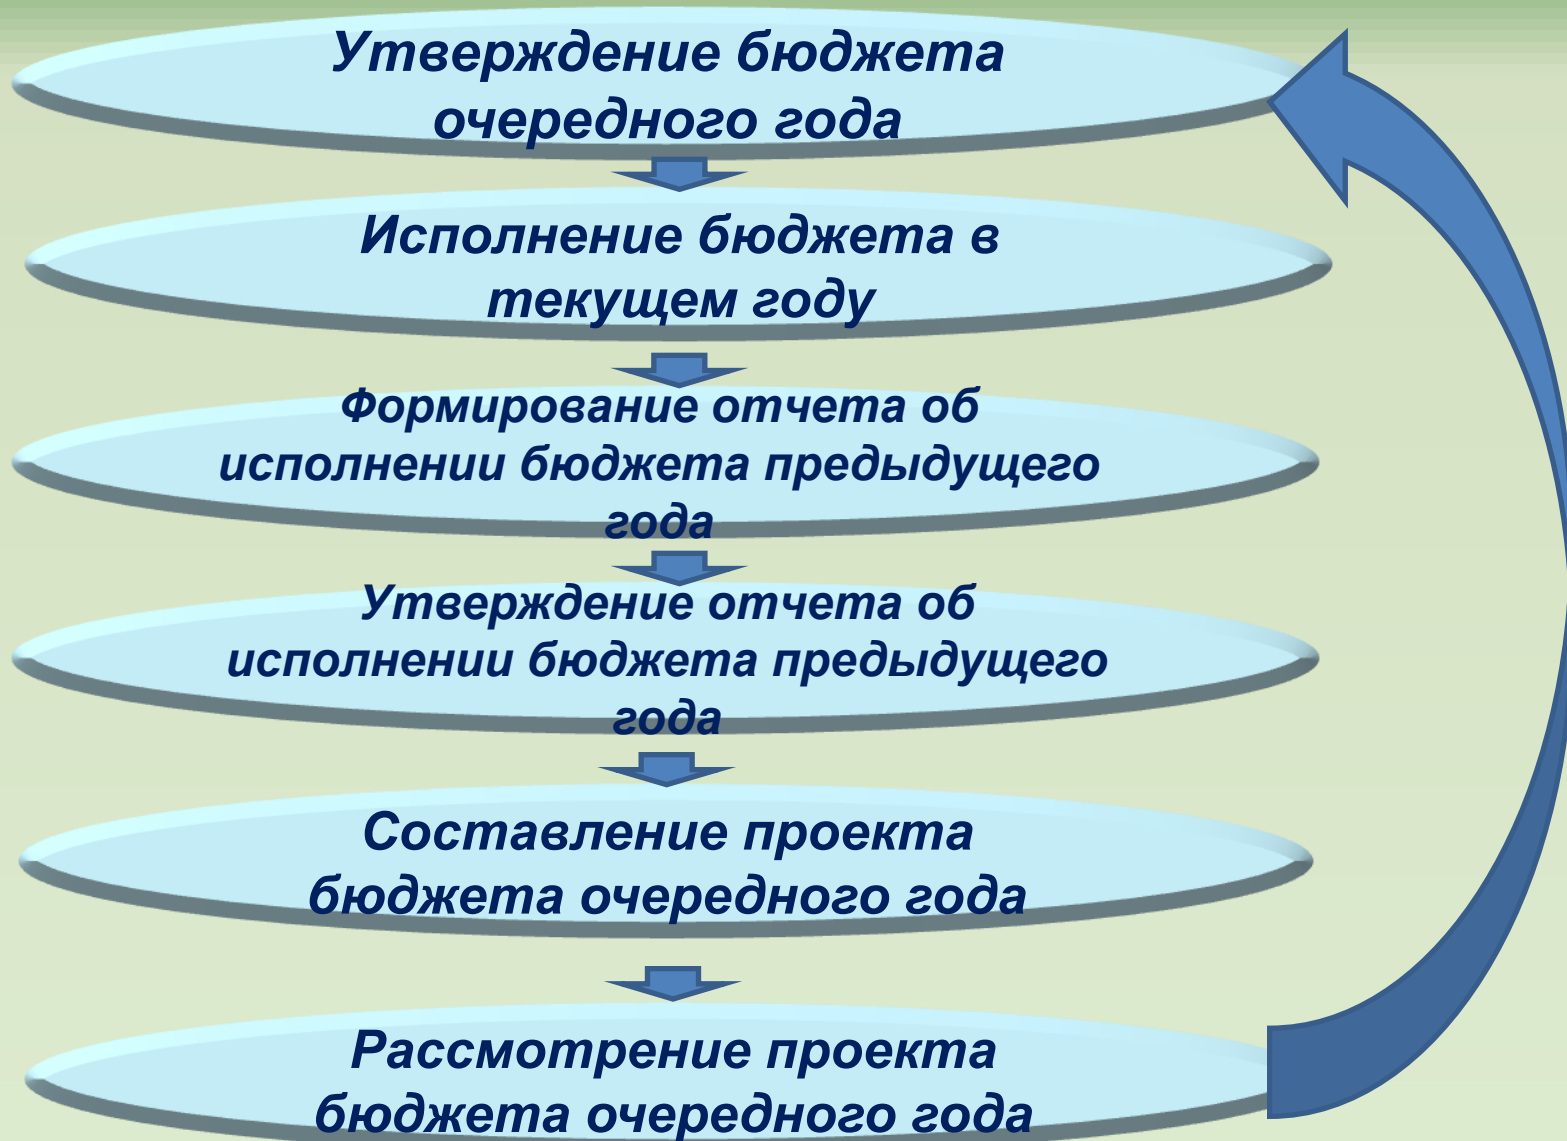 Утверждение бюджета
очередного года
Исполнение бюджета в
текущем году
Формирование отчета об
исполнении бюджета предыдущего
года
Утверждение отчета об
исполнении бюджета предыдущего
года
Составление проекта
бюджета очередного года
Рассмотрение проекта
бюджета очередного года